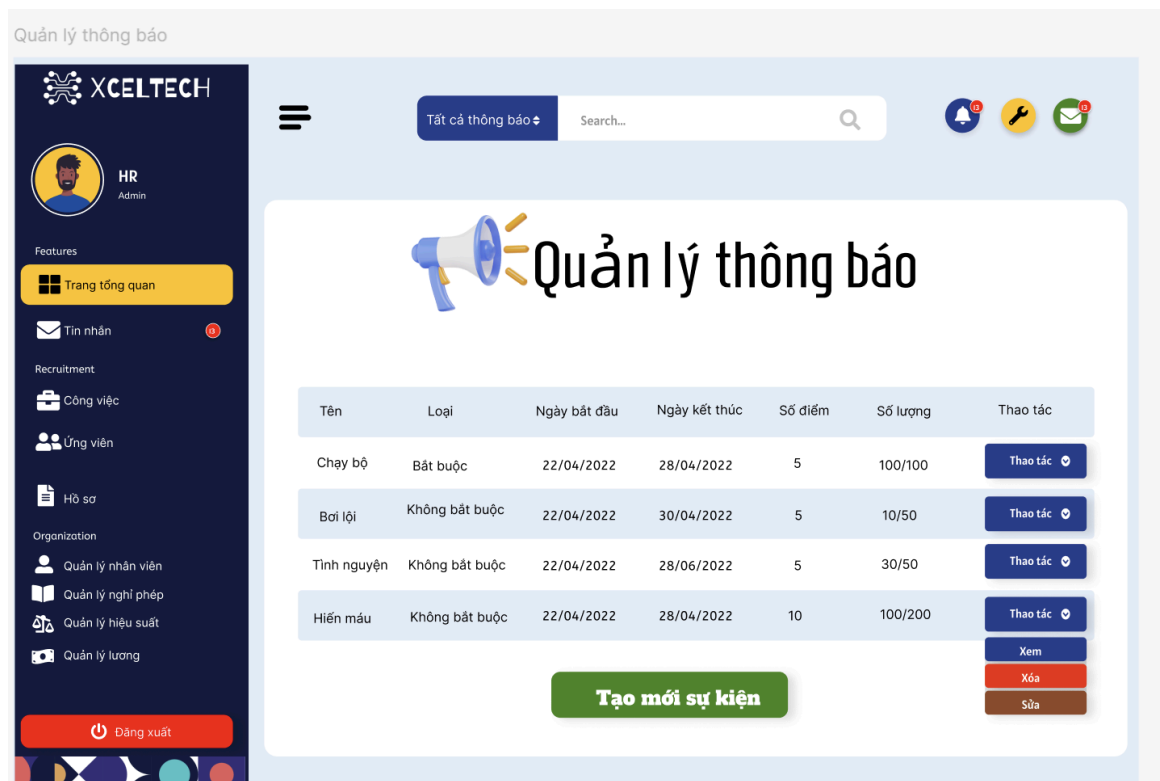 Quản lý thông báo
XCELTECH
Tất cả thông báo
Search...
HR
Admin
Features
Trang tổng quan
Tin nhắn
Recruitment
Công việc
Ứng viên
Hồ sơ
Organization
Quản lý nhân viên
Quản lý nghỉ phép
Quản lý hiệu suất
Quản lý lương
Đăng xuất
Quản lý thông báo
Tên Loại Ngày bắt đầu Ngày kết thúc Số điểm Số lượng Thao tác
Chạy bộ Bắt buộc 22/04/2022 28/04/2022 5 100/100 Thao tác
Bơi lội Không bắt buộc 22/04/2022 30/04/2022 5 10/50 Thao tác
Tình nguyện Không bắt buộc 22/04/2022 28/06/2022 5 30/50 Thao tác
Hiến máu Không bắt buộc 22/04/2022 28/04/2022 10 100/200 Thao tác
Xem
Xóa
Sửa
Tạo mới sự kiện